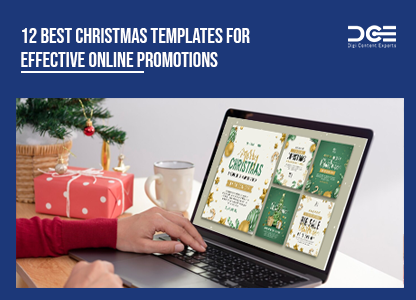 12 BEST CHRISTMAS TEMPLATES FOR
EFFECTIVE ONLINE PROMOTIONS
DCE
Digi Content Experts
Merry
CHRISTMAS